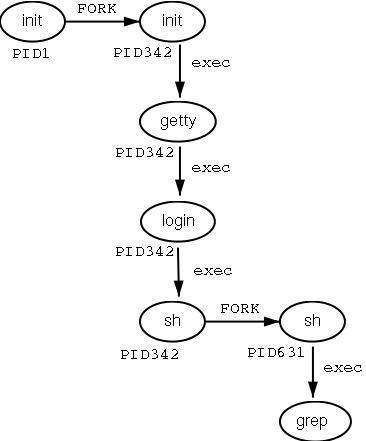 FORK
init
init
PID1
PID342
exec
getty
PID342
exec
login
PID342
exec
FORK
sh
sh
PID342
PID631
exec
grep